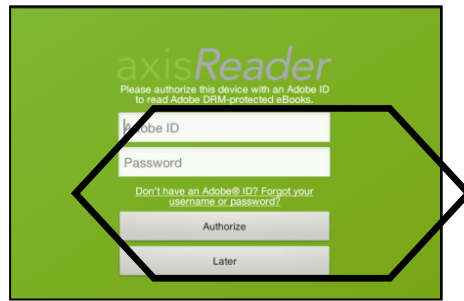 axisReader
Please authorize this device with an Adobe ID
to read Adobe DRM-protected eBooks.
Adobe ID
Password
Don't have an Adobe® ID? Forgot your
username or password?
Authorize
Later